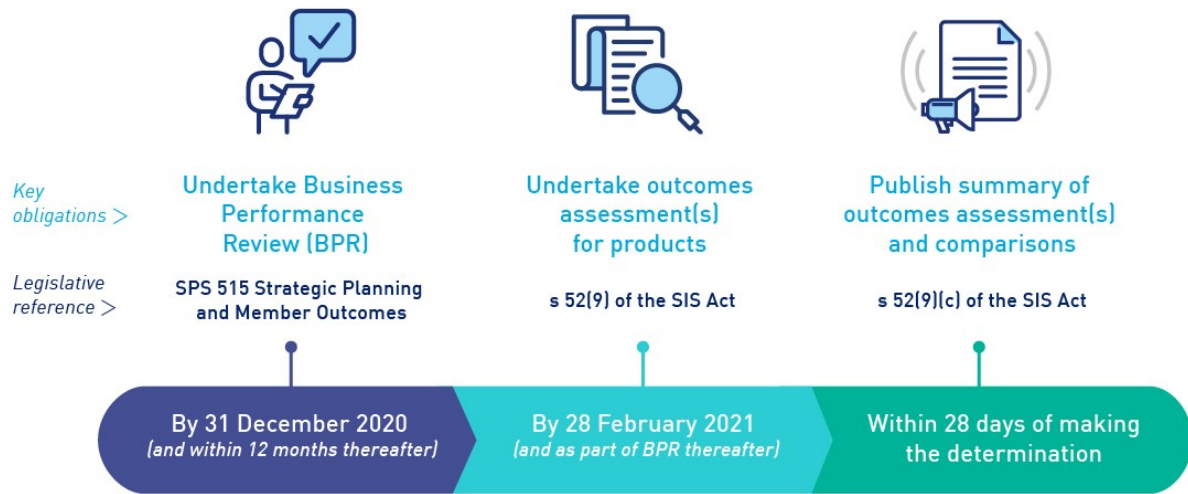 Key
obligations >
Undertake Business
Performance
Review (BPR)
Undertake outcomes
assessment(s)
for products
Publish summary of
outcomes assessment(s)
and comparisons
Legislative
reference >
SPS 515 Strategic Planning
and Member Outcomes
s 52(9) of the SIS Act
s 52(9)(c) of the SIS Act
By 31 December 2020
(and within 12 months thereafter)
By 28 February 2021
(and as part of BPR thereafter)
Within 28 days of making
the determination